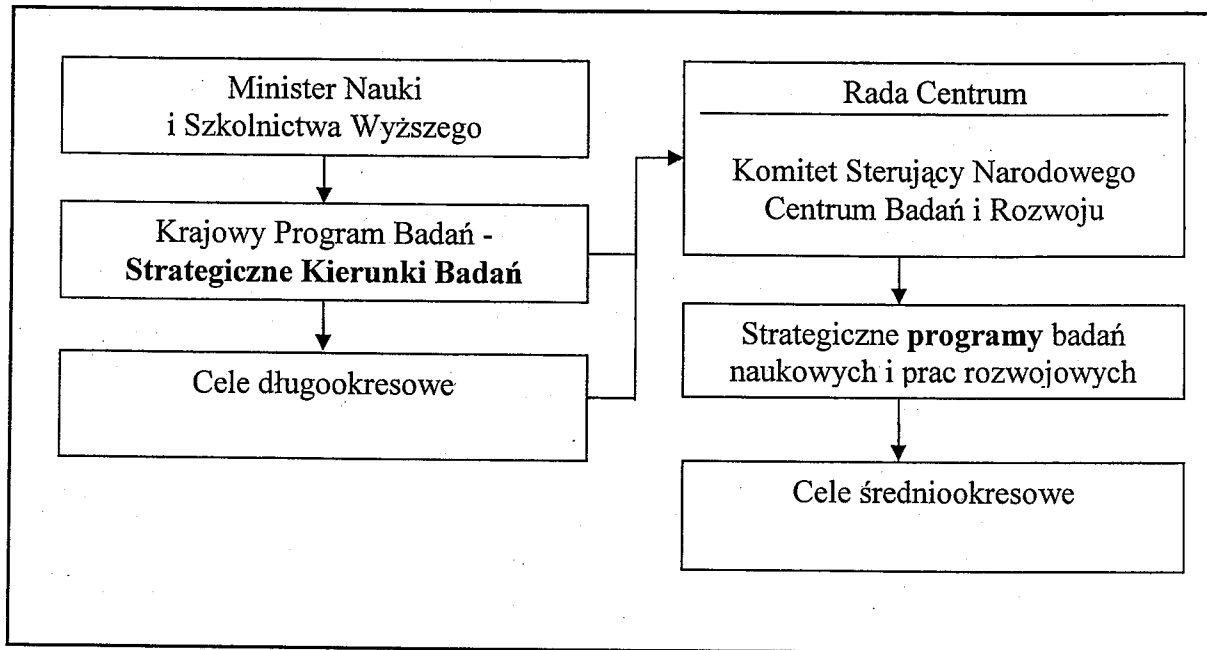 Minister Nauki
i Szkolnictwa Wyższego
Krajowy Program Badań -
Strategiczne Kierunki Badań
Cele długookresowe
Rada Centrum
Komitet Sterujący Narodowego
Centrum Badań i Rozwoju
Strategiczne programy badań
naukowych i prac rozwojowych
Cele średniookresowe